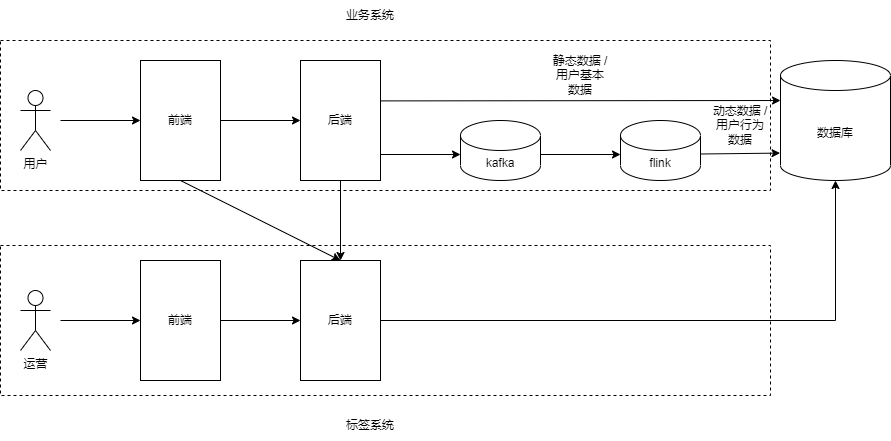 业务系统
静态数据 /
用户基本
数据
动态数据 /
用户行为
数据
用户
前端
后端
kafka
flink
数据库
运营
前端
后端
标签系统